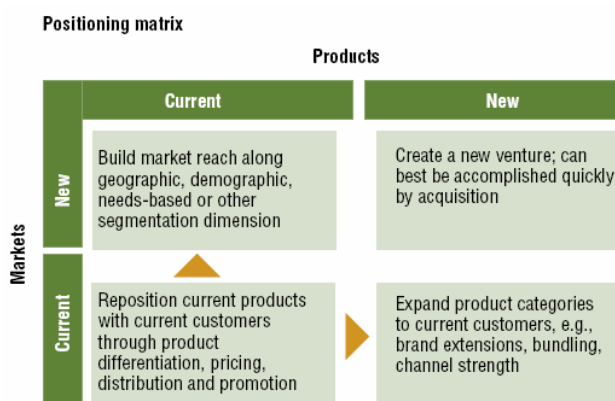 Positioning matrix
Products
Current
New
Markets
New
Build market reach along
geographic, demographic,
needs-based or other
segmentation dimension
Create a new venture; can
best be accomplished quickly
by acquisition
Current
Reposition current products
with current customers
through product
differentiation, pricing,
distribution and promotion
Expand product categories
to current customers, e.g.,
brand extensions, bundling,
channel strength